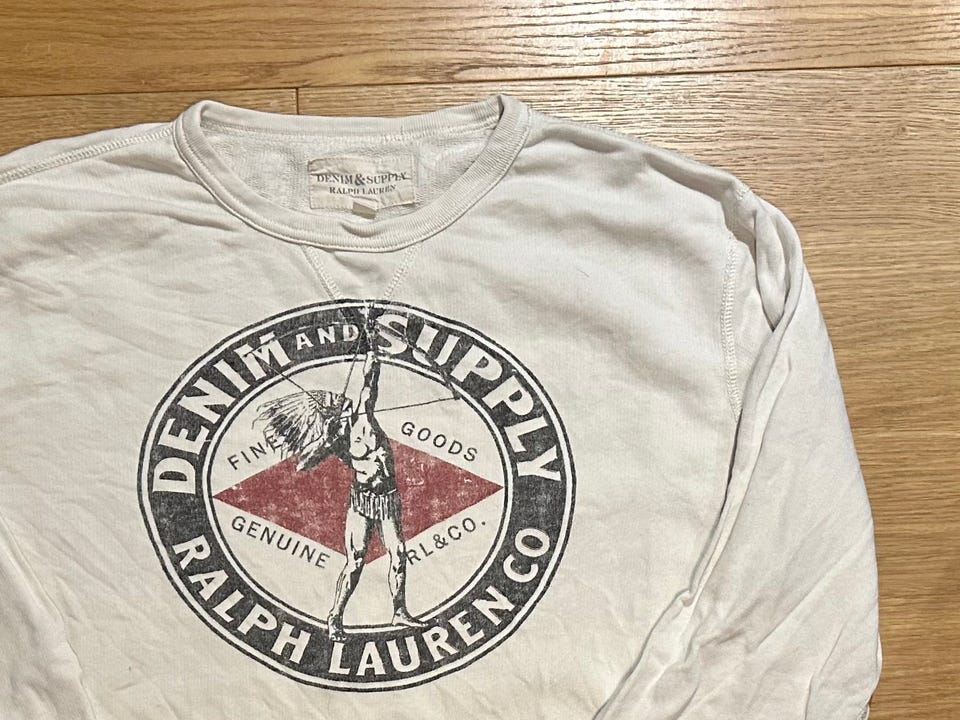 DENIM & SUPPLY
RALPH LAUREN
DENIM AND SUPPLY
FINE GOODS
GENUINE RL&CO.
RALPH LAUREN CO